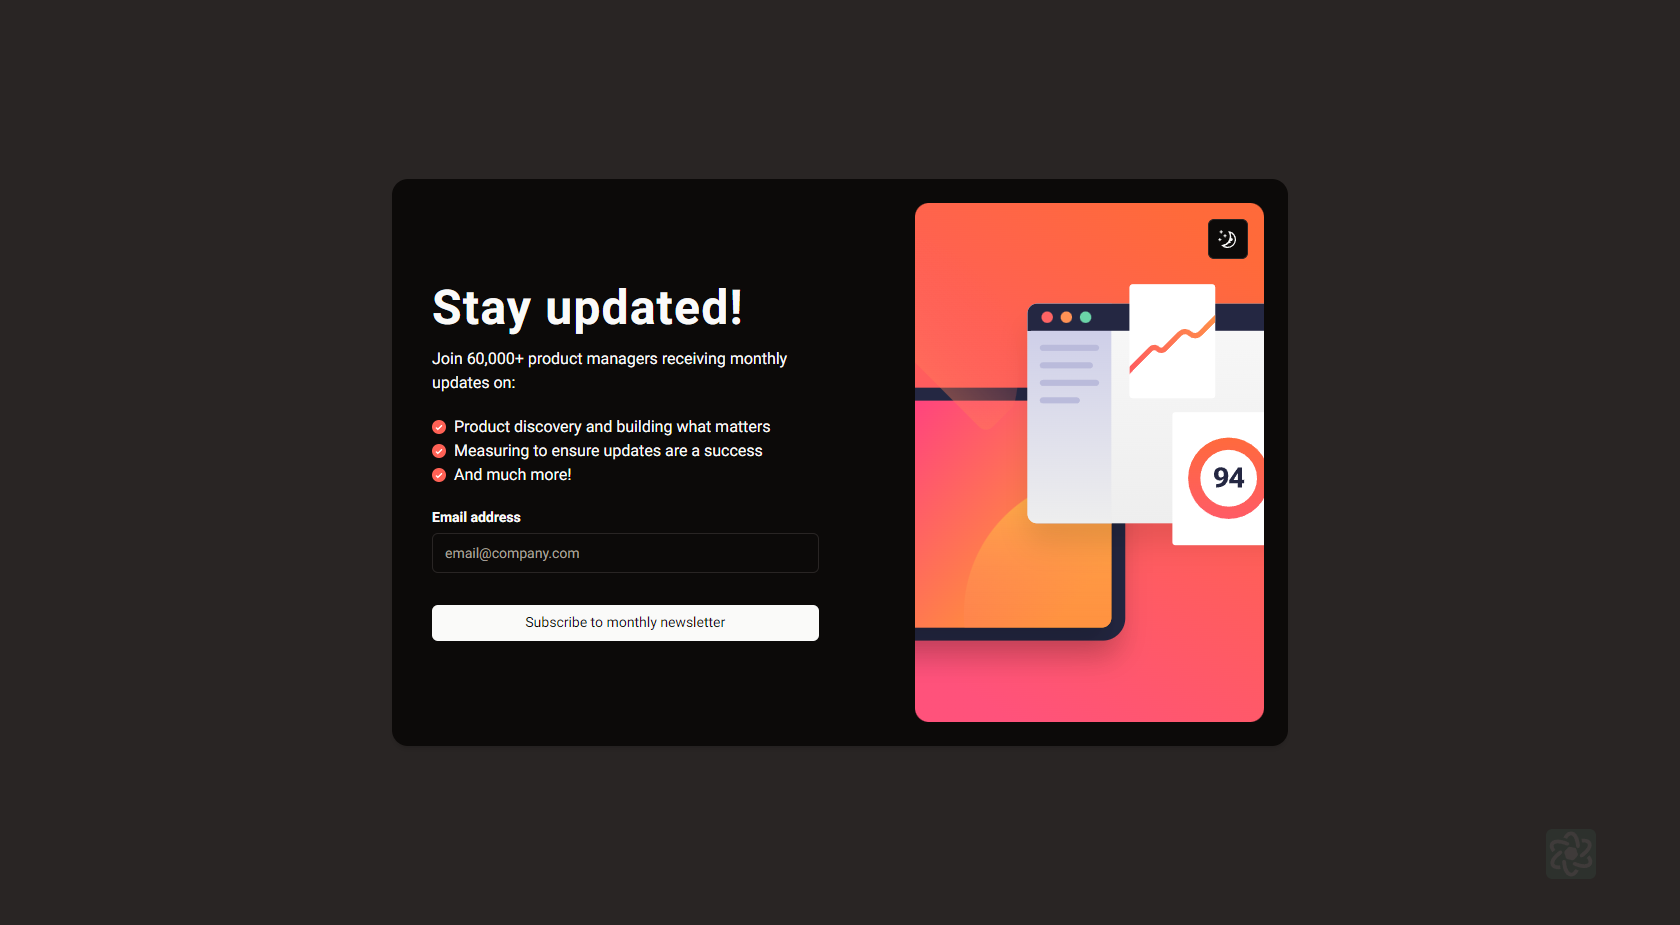 Stay updated!
Join 60,000+ product managers receiving monthly
updates on:
Product discovery and building what matters
Measuring to ensure updates are a success
And much more!
Email address
email@company.com
Subscribe to monthly newsletter
94